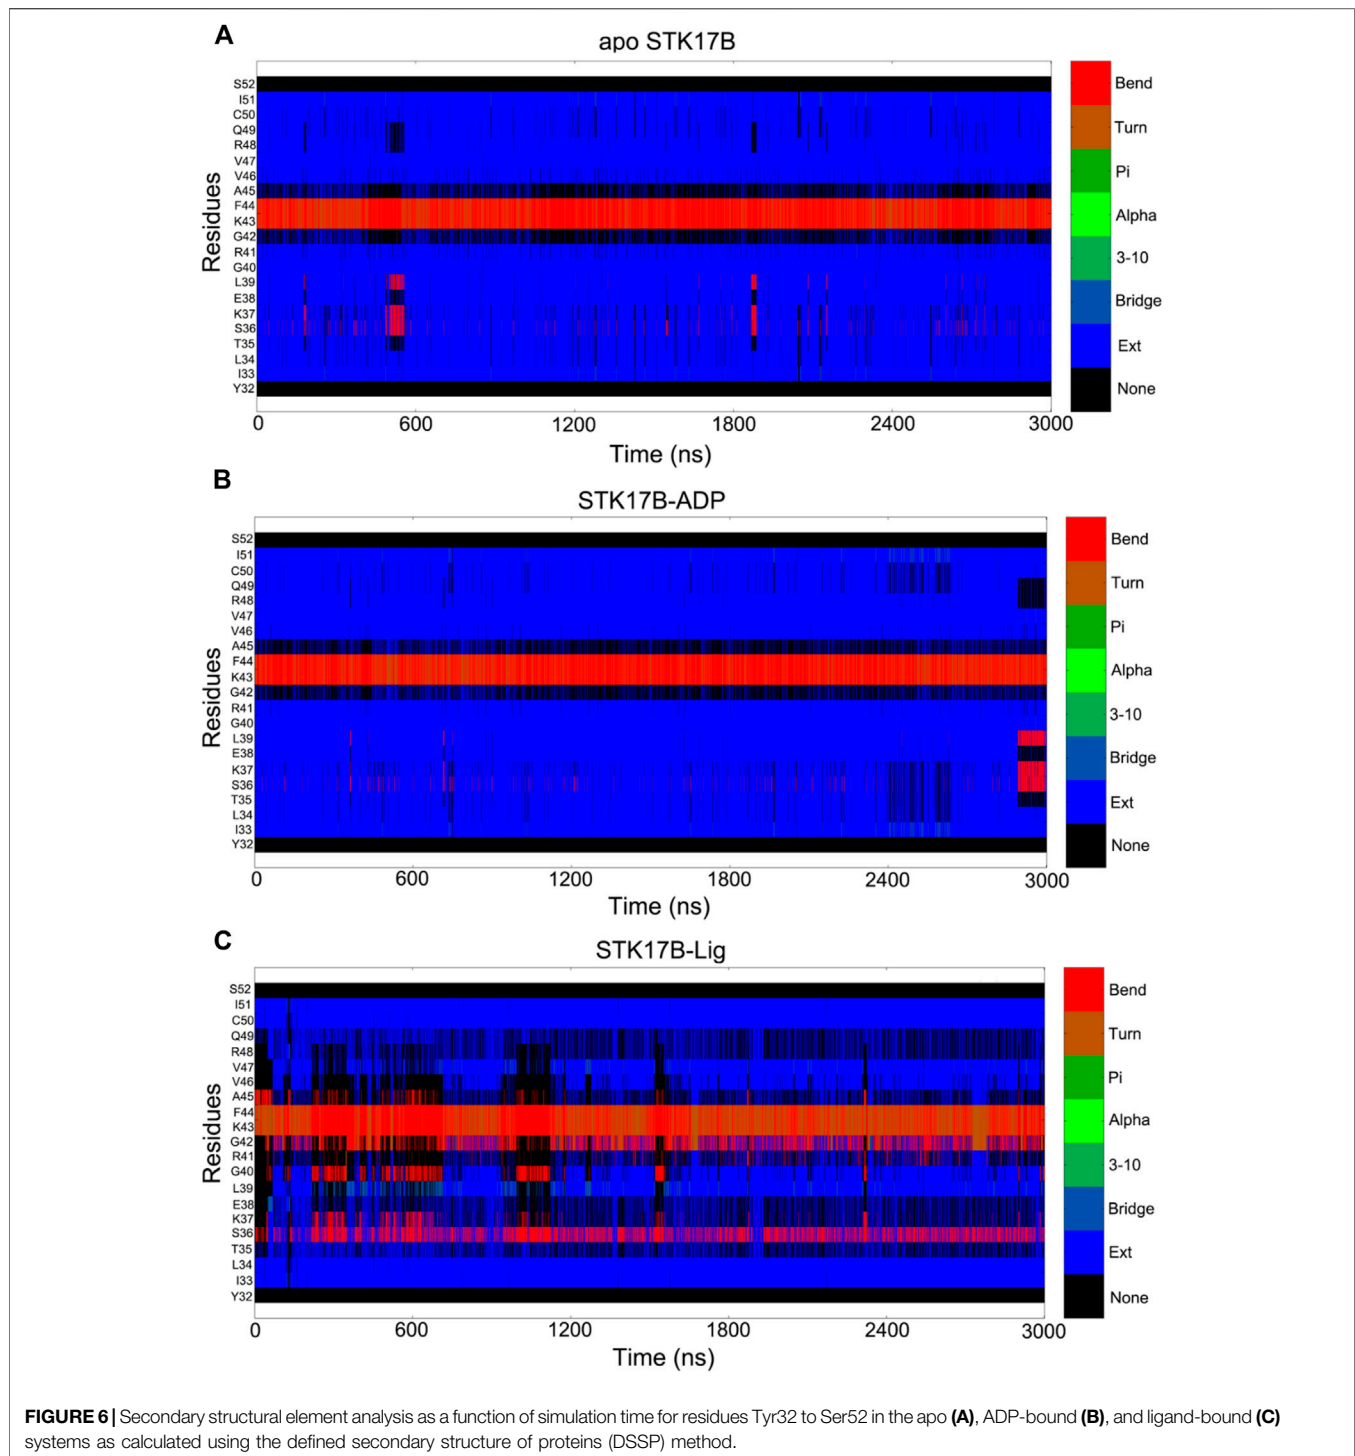 A
apo STK17B
S52
I51
C50
Q49
R48
V47
V46
A45
F44
K43
G42
R41
G40
L39
E38
K37
S36
T35
L34
I33
Y32
Residues
0 600 1200 1800 2400 3000
Time (ns)
Bend
Turn
Pi
Alpha
3-10
Bridge
Ext
None
B
STK17B-ADP
S52
I51
C50
Q49
R48
V47
V46
A45
F44
K43
G42
R41
G40
L39
E38
K37
S36
T35
L34
I33
Y32
Residues
0 600 1200 1800 2400 3000
Time (ns)
Bend
Turn
Pi
Alpha
3-10
Bridge
Ext
None
C
STK17B-Lig
S52
I51
C50
Q49
R48
V47
V46
A45
F44
K43
G42
R41
G40
L39
E38
K37
S36
T35
L34
I33
Y32
Residues
0 600 1200 1800 2400 3000
Time (ns)
Bend
Turn
Pi
Alpha
3-10
Bridge
Ext
None
FIGURE 6 | Secondary structural element analysis as a function of simulation time for residues Tyr32 to Ser52 in the apo (A), ADP-bound (B), and ligand-bound (C)
systems as calculated using the defined secondary structure of proteins (DSSP) method.